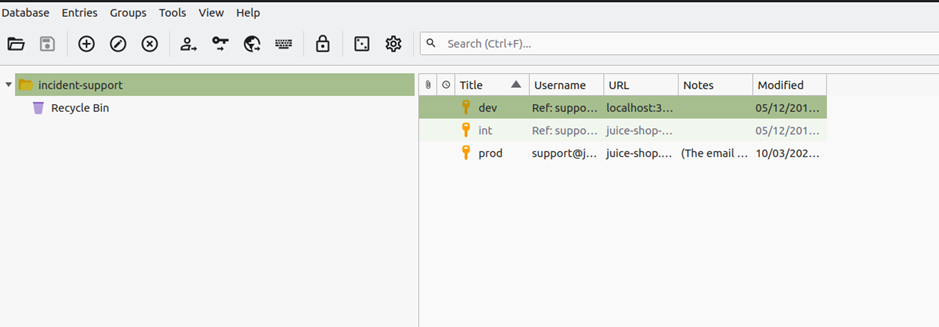 Database Entries Groups Tools View Help
Search (Ctrl+F)...
incident-support
Recycle Bin
Title Username URL Notes Modified
dev Ref: suppo... localhost:3... 05/12/201...
int Ref: suppo... juice-shop-... 05/12/201...
prod support@j... juice-shop.... (The email ... 10/03/202...